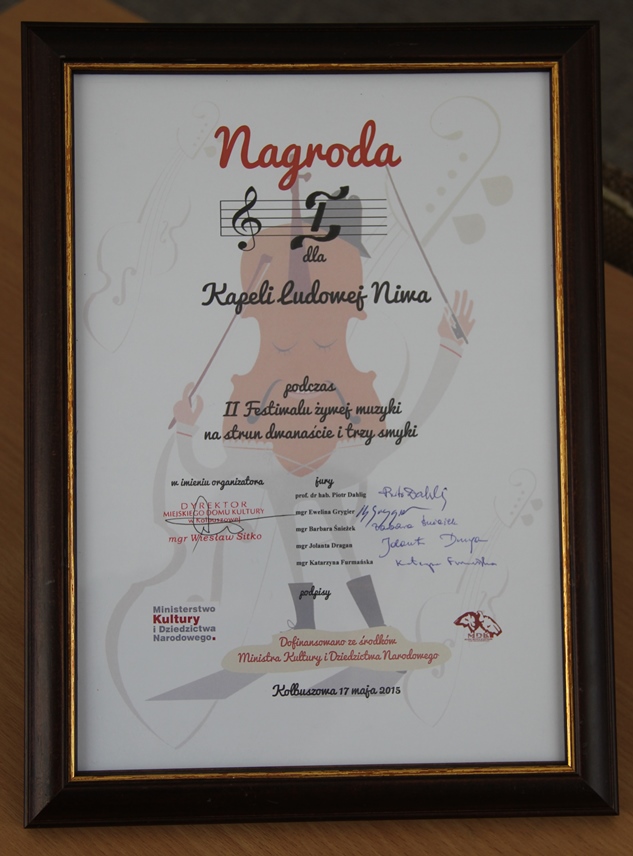 Nagroda
I
dla
Kapeli Ludowej Niwa
podczas
II Festiwalu żywej muzyki
na strun dwanaście i trzy smyki
w imieniu organizatora
DYREKTOR
MIEJSKIEGO DOMU KULTURY
w Kolbuszowej
mgr Wiesław Sitko
jury
prof. dr hab. Piotr Dahlig
mgr Ewelina Grygier
mgr Barbara Śnieżek
mgr Jolanta Dragan
mgr Katarzyna Furmańska
podpisy
Ministerstwo
Kultury
i Dziedzictwa
Narodowego.
MDK
Dofinansowano ze środków
Ministra Kultury i Dziedzictwa Narodowego
Kolbuszowa 17 maja 2015